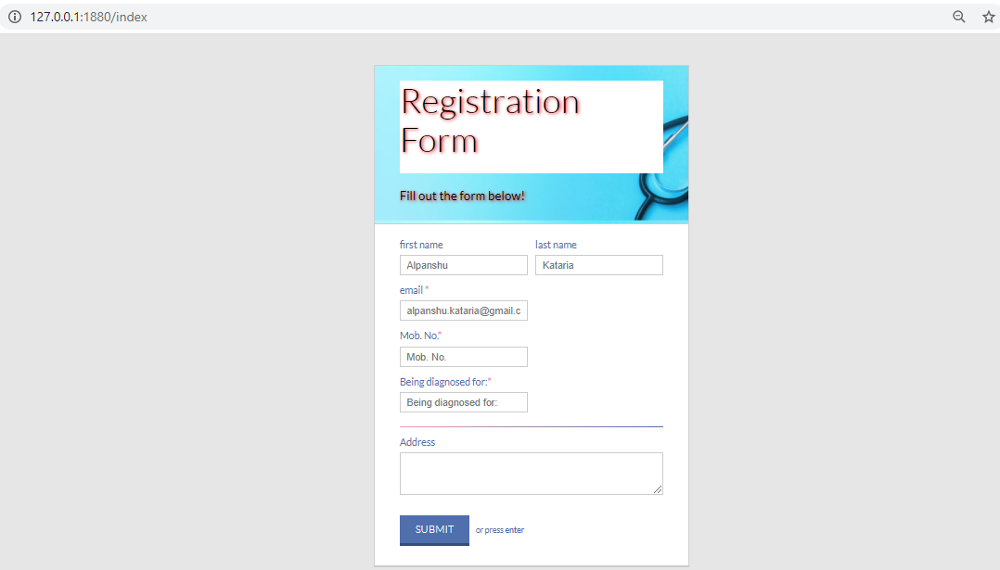 127.0.0.1:1880/index
Registration
Form
Fill out the form below!
first name last name
Alpanshu Kataria
email *
alpanshu.kataria@gmail.c
Mob. No.*
Mob. No.
Being diagnosed for:*
Being diagnosed for:
Address
SUBMIT or press enter